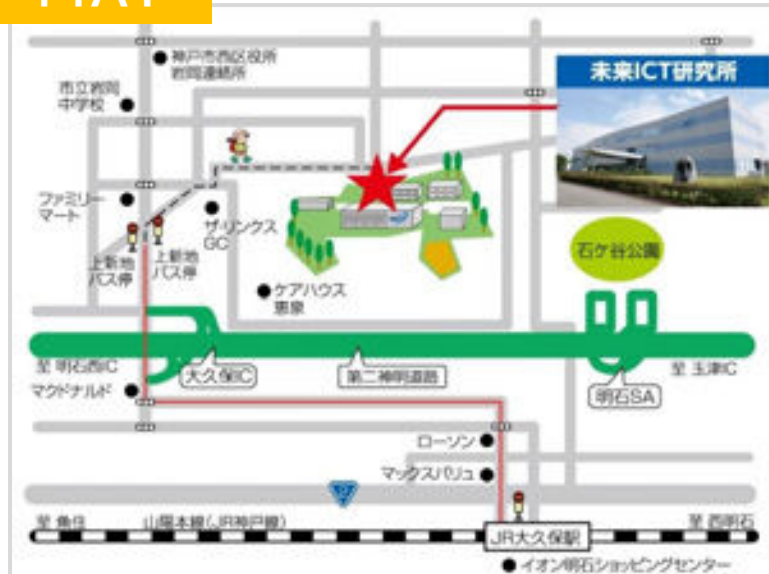 MAP
神戸市西区役所
岩岡連絡所
市立岩岡
中学校
未来ICT研究所
ファミリー
マート
ザ・リンクス
GC
上新地
バス停
上新地
バス停
石ケ谷公園
ケアハウス
恵泉
至 明石西IC
大久保IC
第二神明道路
至 玉津IC
明石SA
マクドナルド
ローソン
マックスバリュ
2
至 魚住
山陽本線(JR神戸線)
JR大久保駅
至 西明石
イオン明石ショッピングセンター